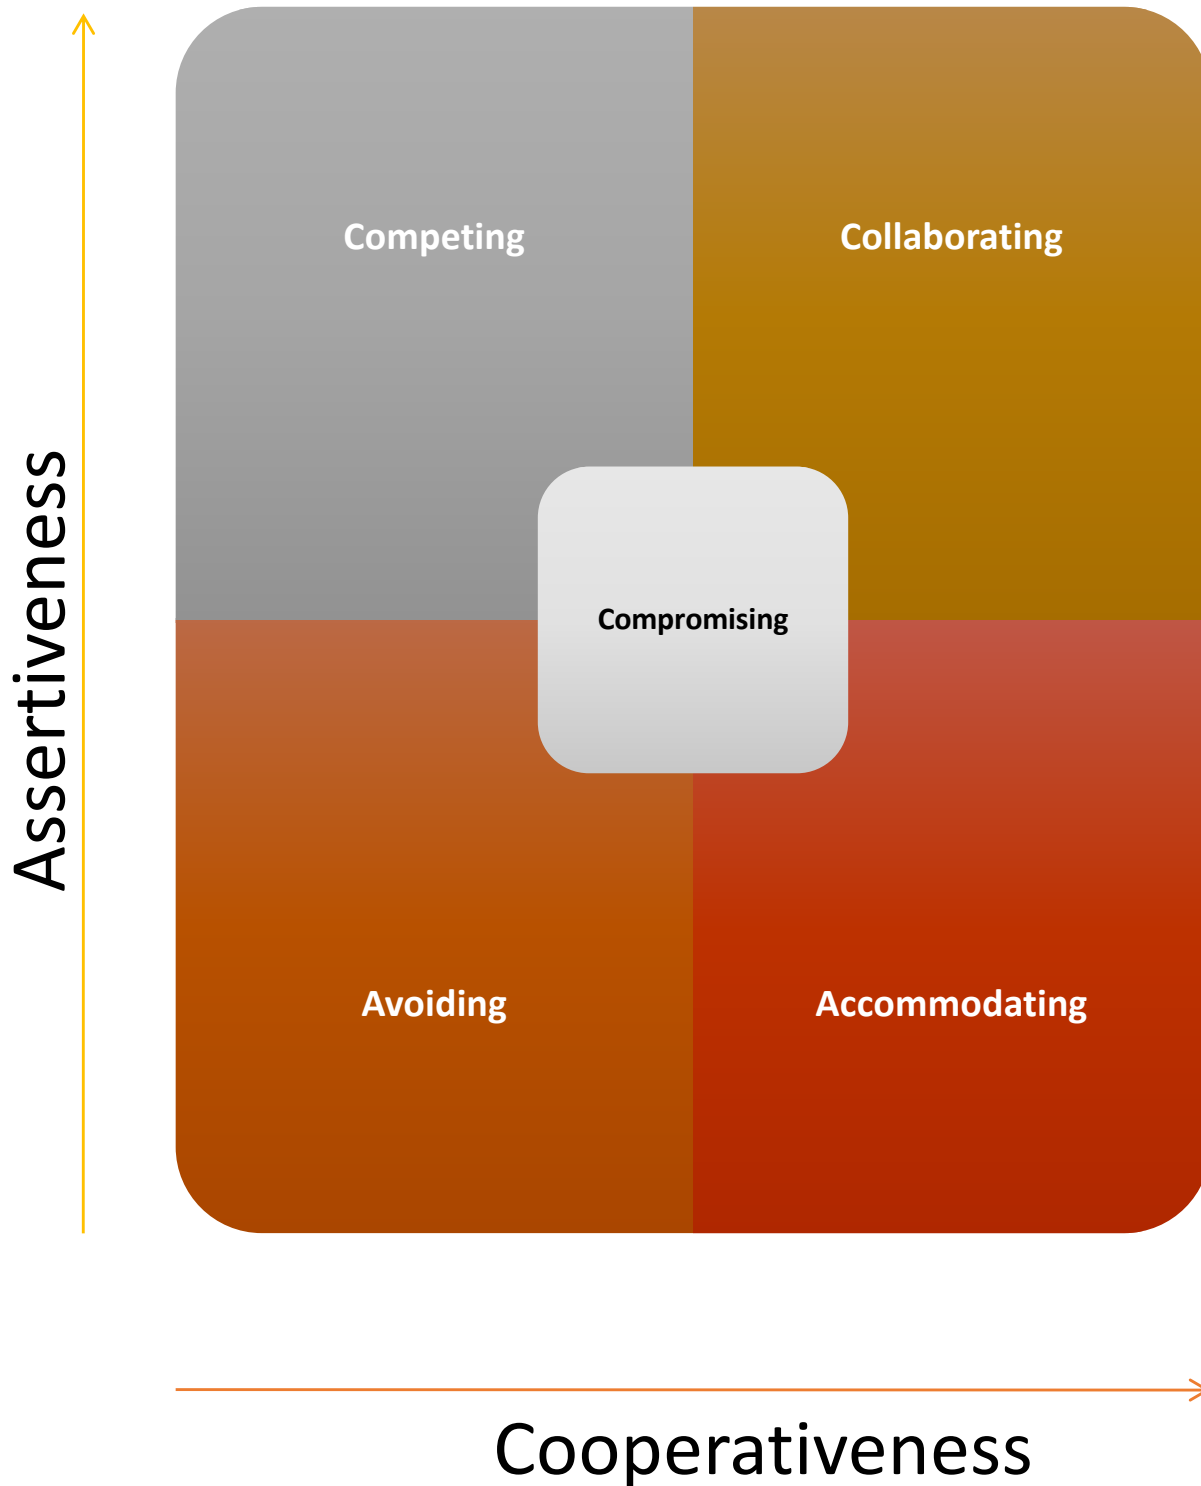 Assertiveness
Competing
Collaborating
Compromising
Avoiding
Accommodating
Cooperativeness